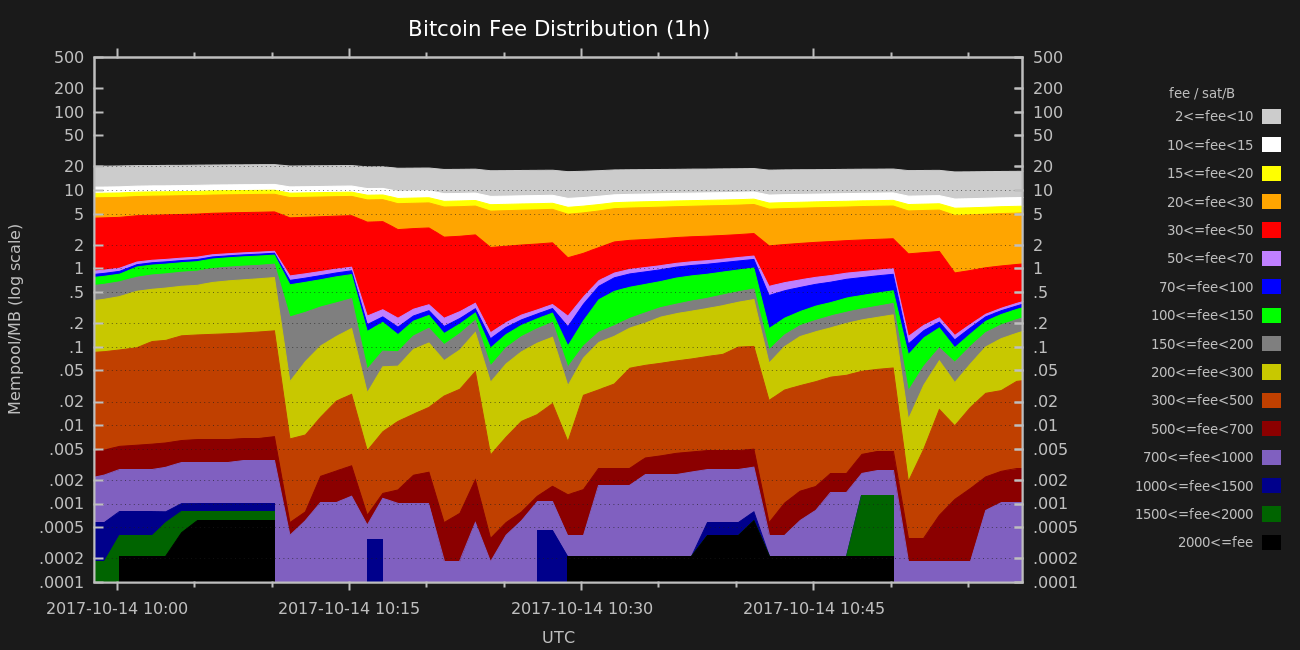 Bitcoin Fee Distribution (1h)
500 500
200 200
100 100
50 50
20 20
10 10
5 5
2 2
1 1
.5 .5
.2 .2
.1 .1
.05 .05
.02 .02
.01 .01
.005 .005
.002 .002
.001 .001
.0005 .0005
.0002 .0002
.0001 .0001
Mempool/MB (log scale)
2017-10-14 10:00 2017-10-14 10:15 2017-10-14 10:30 2017-10-14 10:45
UTC
fee / sat/B
2<=fee<10
10<=fee<15
15<=fee<20
20<=fee<30
30<=fee<50
50<=fee<70
70<=fee<100
100<=fee<150
150<=fee<200
200<=fee<300
300<=fee<500
500<=fee<700
700<=fee<1000
1000<=fee<1500
1500<=fee<2000
2000<=fee